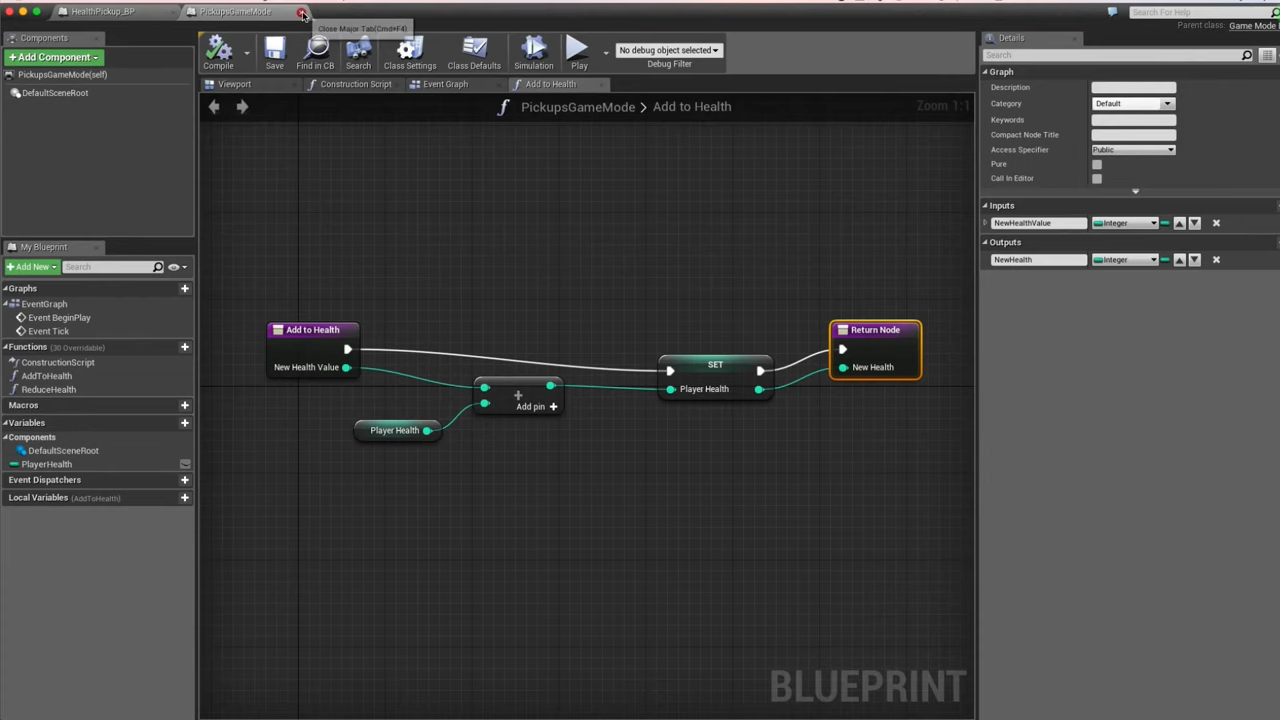 HealthPickup_BP
PickupsGameMode
Search For Help
Close Major Tab(Cmd+F4)
Parent class: Game Mode
Components
Add Component
PickupsGameMode(self)
DefaultSceneRoot
Compile
Save
Find in CB
Search
Class Settings
Class Defaults
Simulation
Play
No debug object selected
Debug Filter
Viewport
Construction Script
Event Graph
Add to Health
PickupsGameMode > Add to Health
Zoom 1:1
Add to Health
New Health Value
Player Health
+
Add pin
SET
Player Health
Return Node
New Health
BLUEPRINT
My Blueprint
Add New
Search
Graphs
EventGraph
Event BeginPlay
Event Tick
Functions (30 Overridable)
ConstructionScript
AddToHealth
ReduceHealth
Macros
Variables
Components
DefaultSceneRoot
PlayerHealth
Event Dispatchers
Local Variables (AddToHealth)
Details
Search
Graph
Description
Category
Default
Keywords
Compact Node Title
Access Specifier
Public
Pure
Call In Editor
Inputs
NewHealthValue
Integer
Outputs
NewHealth
Integer